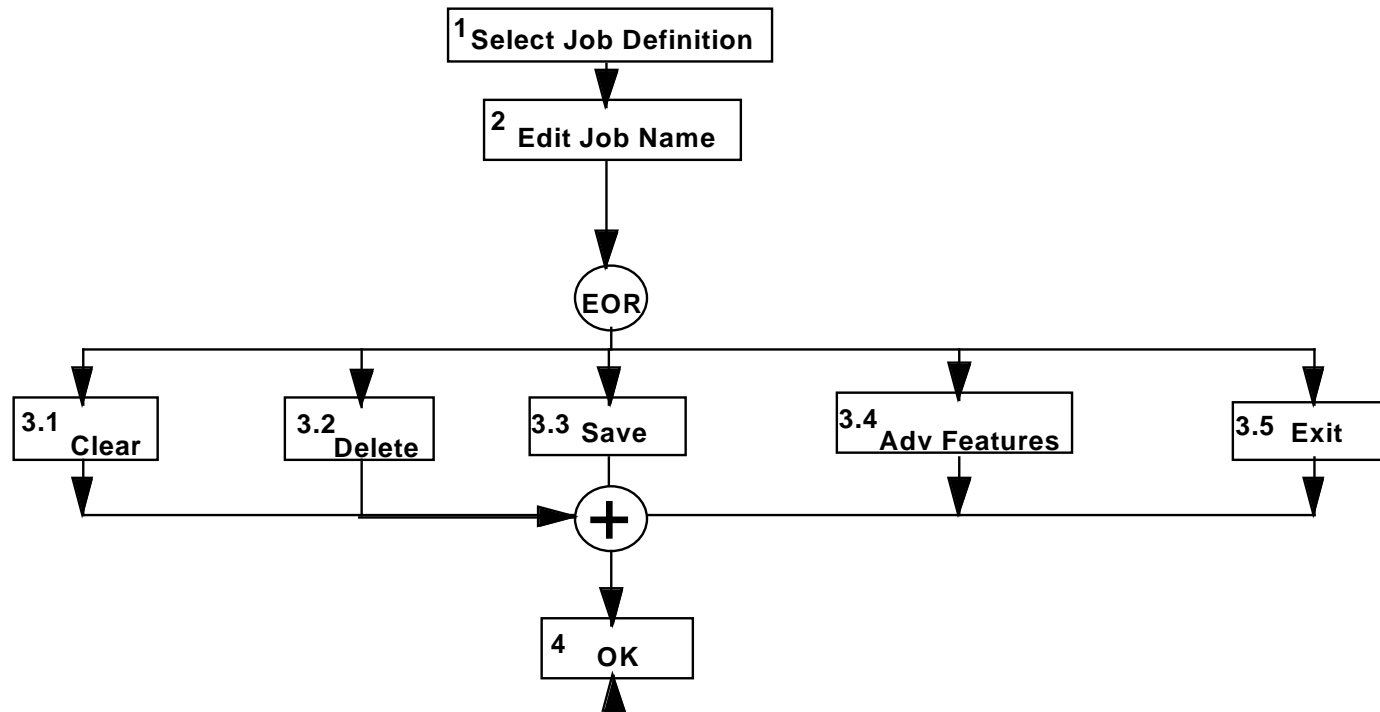 1 Select Job Definition
2 Edit Job Name
EOR
3.1 Clear
3.2 Delete
3.3 Save
3.4 Adv Features
3.5 Exit
+
4 OK